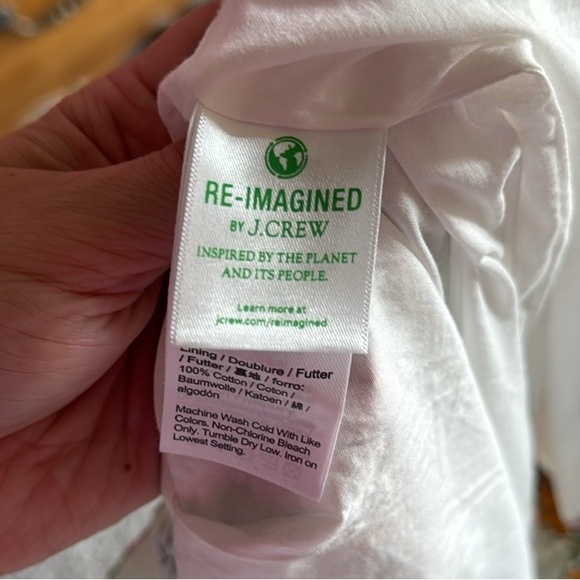 RE-IMAGINED
BY J.CREW
INSPIRED BY THE PLANET
AND ITS PEOPLE.
Learn more at
jcrew.com/reimagined
Lining / Doublure / Futter
/ Futter / 裏地 / forro:
100% Cotton / Coton /
Baumwolle / Katoen / 綿 /
algodón
Machine Wash Cold With Like
Colors. Non-Chlorine Bleach
Only. Tumble Dry Low. Iron on
Lowest Setting.